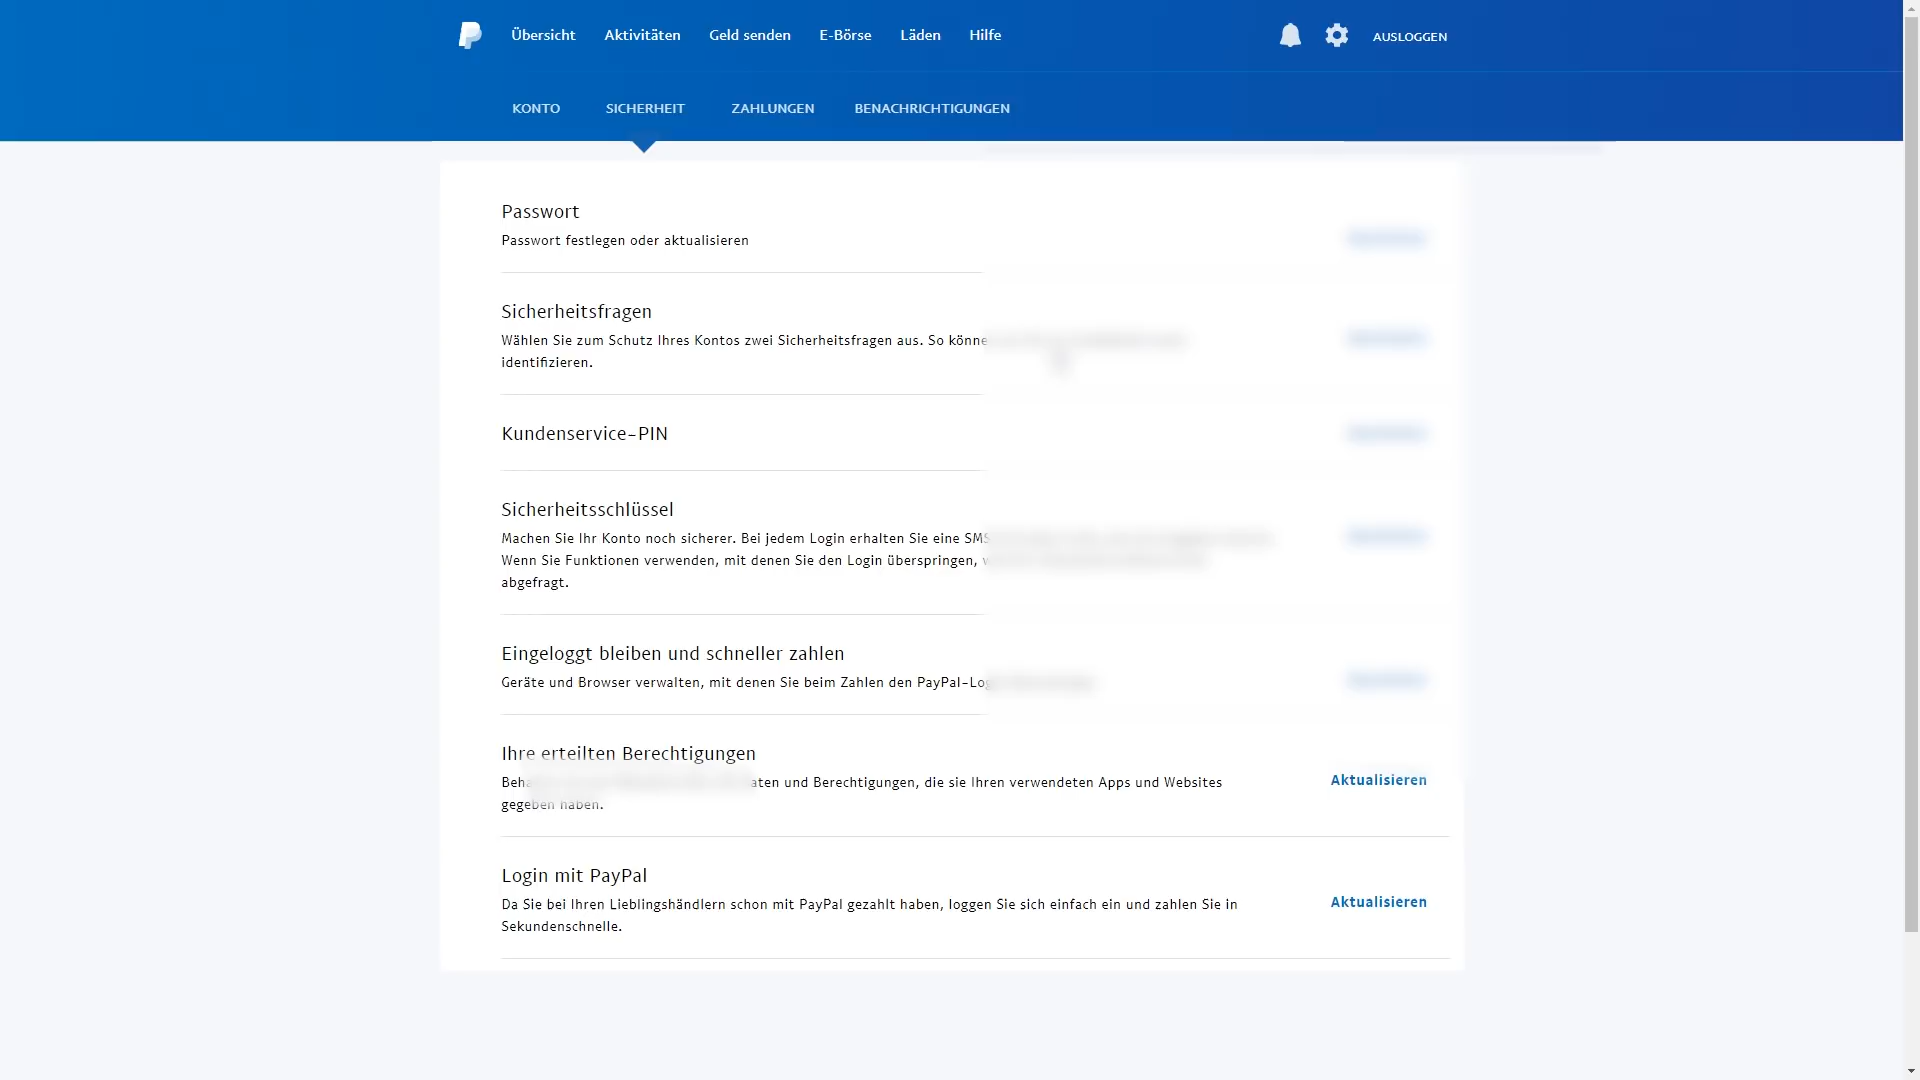 Übersicht Aktivitäten Geld senden E-Börse Läden Hilfe AUSLOGGEN
KONTO SICHERHEIT ZAHLUNGEN BENACHRICHTIGUNGEN
Passwort
Passwort festlegen oder aktualisieren
Sicherheitsfragen
Wählen Sie zum Schutz Ihres Kontos zwei Sicherheitsfragen aus. So könne
identifizieren.
Kundenservice-PIN
Sicherheitsschlüssel
Machen Sie Ihr Konto noch sicherer. Bei jedem Login erhalten Sie eine SMS
Wenn Sie Funktionen verwenden, mit denen Sie den Login überspringen,
abgefragt.
Eingeloggt bleiben und schneller zahlen
Geräte und Browser verwalten, mit denen Sie beim Zahlen den PayPal-Log
Ihre erteilten Berechtigungen
aten und Berechtigungen, die sie Ihren verwendeten Apps und Websites
gegeben haben.
Aktualisieren
Login mit PayPal
Da Sie bei Ihren Lieblingshändlern schon mit PayPal gezahlt haben, loggen Sie sich einfach ein und zahlen Sie in
Sekundenschnelle.
Aktualisieren